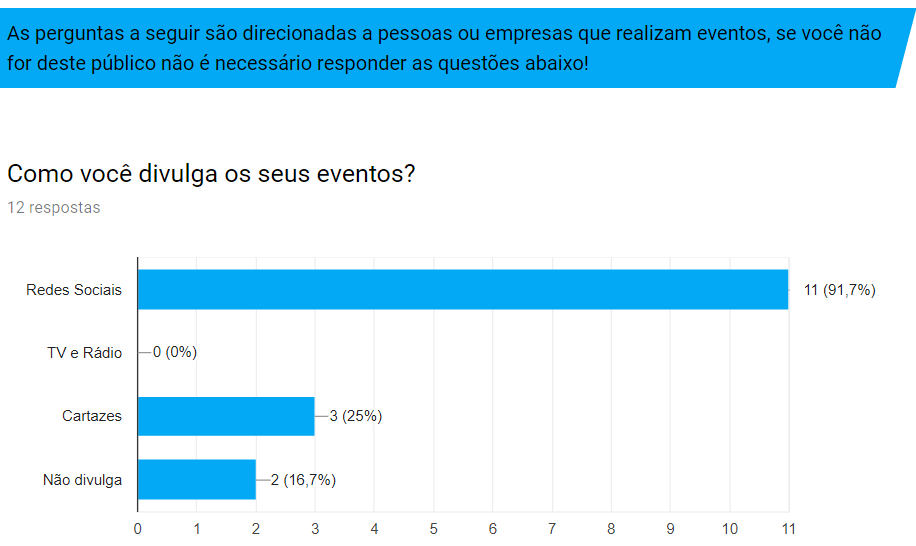 As perguntas a seguir são direcionadas a pessoas ou empresas que realizam eventos, se você não
for deste público não é necessário responder as questões abaixo!
Como você divulga os seus eventos?
12 respostas
Redes Sociais 11 (91,7%)
TV e Rádio 0 (0%)
Cartazes 3 (25%)
Não divulga 2 (16,7%)
0 1 2 3 4 5 6 7 8 9 10 11